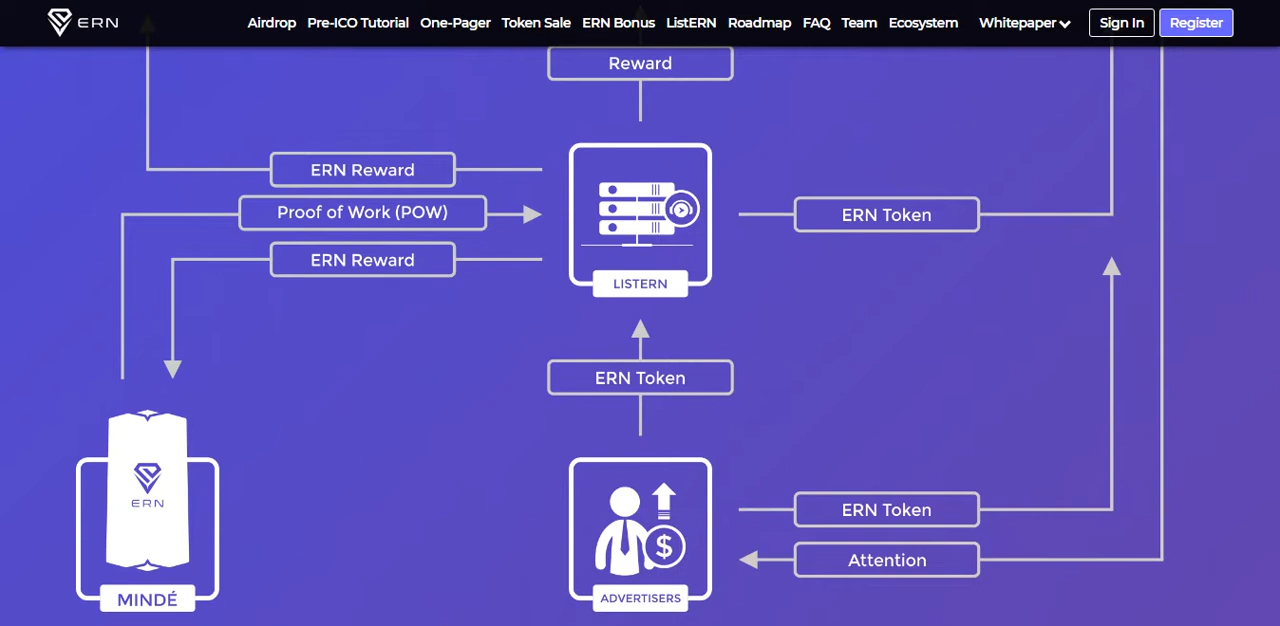 ERN
Airdrop Pre-ICO Tutorial One-Pager Token Sale ERN Bonus ListERN Roadmap FAQ Team Ecosystem Whitepaper Sign In Register
Reward
ERN Reward
Proof of Work (POW)
ERN Reward
LISTERN
ERN Token
ERN Token
ERN
MINDÉ
ADVERTISERS
ERN Token
Attention